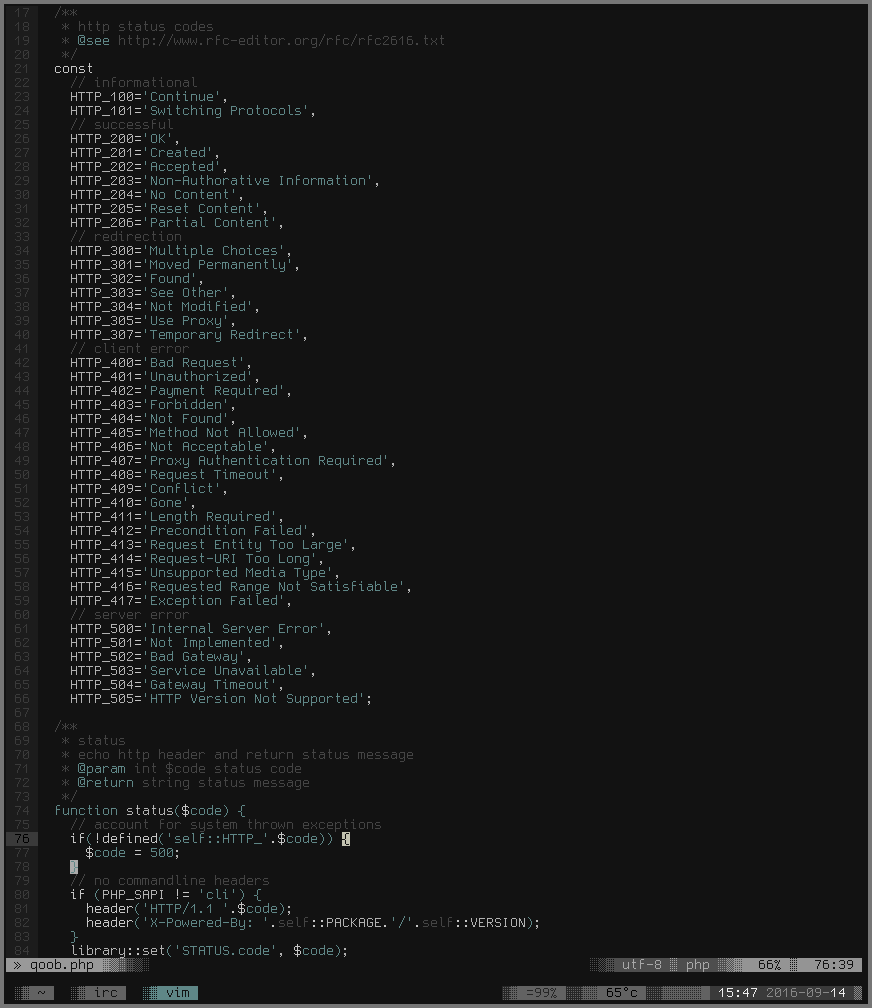 17 /**
18  * http status codes
19  * @see http://www.rfc-editor.org/rfc/rfc2616.txt
20  */
21 const
22   // informational
23   HTTP_100='Continue',
24   HTTP_101='Switching Protocols',
25   // successful
26   HTTP_200='OK',
27   HTTP_201='Created',
28   HTTP_202='Accepted',
29   HTTP_203='Non-Authorative Information',
30   HTTP_204='No Content',
31   HTTP_205='Reset Content',
32   HTTP_206='Partial Content',
33   // redirection
34   HTTP_300='Multiple Choices',
35   HTTP_301='Moved Permanently',
36   HTTP_302='Found',
37   HTTP_303='See Other',
38   HTTP_304='Not Modified',
39   HTTP_305='Use Proxy',
40   HTTP_307='Temporary Redirect',
41   // client error
42   HTTP_400='Bad Request',
43   HTTP_401='Unauthorized',
44   HTTP_402='Payment Required',
45   HTTP_403='Forbidden',
46   HTTP_404='Not Found',
47   HTTP_405='Method Not Allowed',
48   HTTP_406='Not Acceptable',
49   HTTP_407='Proxy Authentication Required',
50   HTTP_408='Request Timeout',
51   HTTP_409='Conflict',
52   HTTP_410='Gone',
53   HTTP_411='Length Required',
54   HTTP_412='Precondition Failed',
55   HTTP_413='Request Entity Too Large',
56   HTTP_414='Request-URI Too Long',
57   HTTP_415='Unsupported Media Type',
58   HTTP_416='Requested Range Not Satisfiable',
59   HTTP_417='Exception Failed',
60   // server error
61   HTTP_500='Internal Server Error',
62   HTTP_501='Not Implemented',
63   HTTP_502='Bad Gateway',
64   HTTP_503='Service Unavailable',
65   HTTP_504='Gateway Timeout',
66   HTTP_505='HTTP Version Not Supported';
67
68 /**
69  * status
70  * echo http header and return status message
71  * @param int $code status code
72  * @return string status message
73  */
74 function status($code) {
75   // account for system thrown exceptions
76   if(!defined('self::HTTP_'.$code)) {
77     $code = 500;
78   }
79   // no commandline headers
80   if (PHP_SAPI != 'cli') {
81     header('HTTP/1.1 '.$code);
82     header('X-Powered-By: '.self::PACKAGE.'/'.self::VERSION);
83   }
84   library::set('STATUS.code', $code);
» qoob.php utf-8 php 66% 76:39
~ irc vim =99% 65°c 15:47 2016-09-14